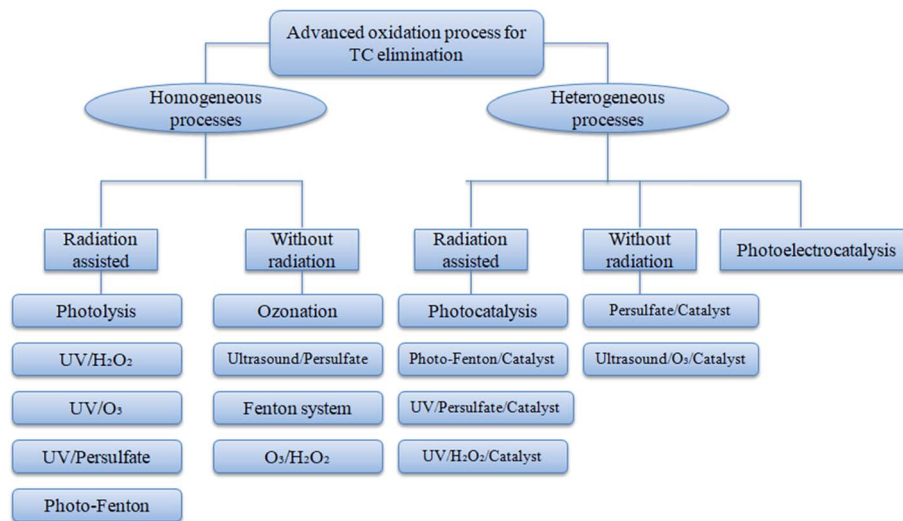 Advanced oxidation process for
TC elimination
Homogeneous
processes
Heterogeneous
processes
Radiation
assisted
Without
radiation
Radiation
assisted
Without
radiation
Photoelectrocatalysis
Photolysis
UV/H₂O₂
UV/O₃
UV/Persulfate
Photo-Fenton
Ozonation
Ultrasound/Persulfate
Fenton system
O₃/H₂O₂
Photocatalysis
Photo-Fenton/Catalyst
UV/Persulfate/Catalyst
UV/H₂O₂/Catalyst
Persulfate/Catalyst
Ultrasound/O₃/Catalyst